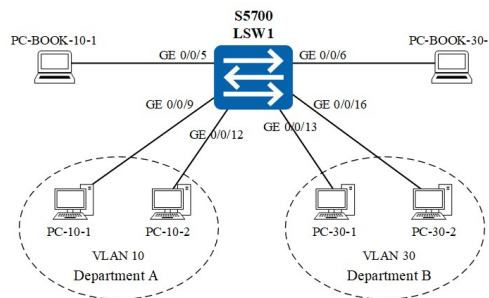 S5700
LSW1
PC-BOOK-10-1
PC-BOOK-30-
GE 0/0/5
GE 0/0/6
GE 0/0/9
GE 0/0/16
GE 0/0/12
GE 0/0/13
PC-10-1
PC-10-2
PC-30-1
PC-30-2
VLAN 10
VLAN 30
Department A
Department B